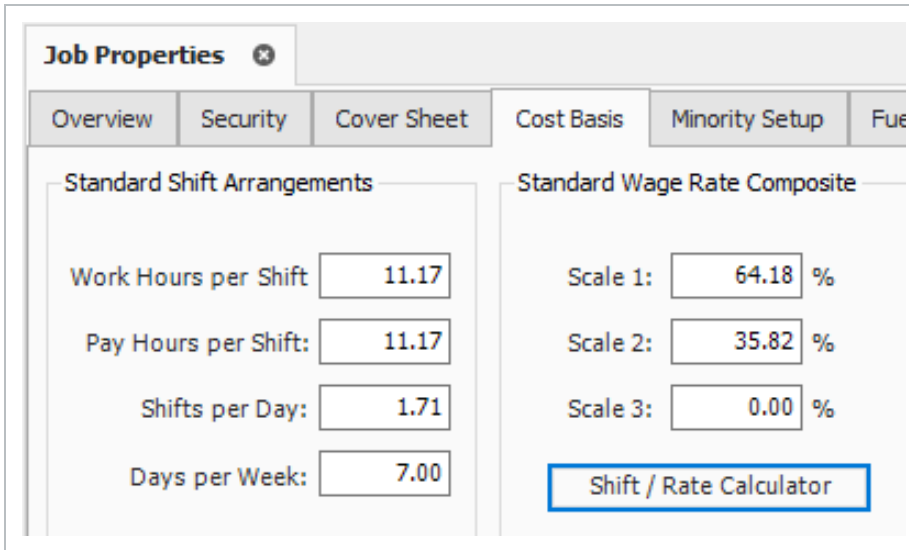 Job Properties
Overview Security Cover Sheet Cost Basis Minority Setup Fue
Standard Shift Arrangements
Work Hours per Shift 11.17
Pay Hours per Shift: 11.17
Shifts per Day: 1.71
Days per Week: 7.00
Standard Wage Rate Composite
Scale 1: 64.18 %
Scale 2: 35.82 %
Scale 3: 0.00 %
Shift / Rate Calculator